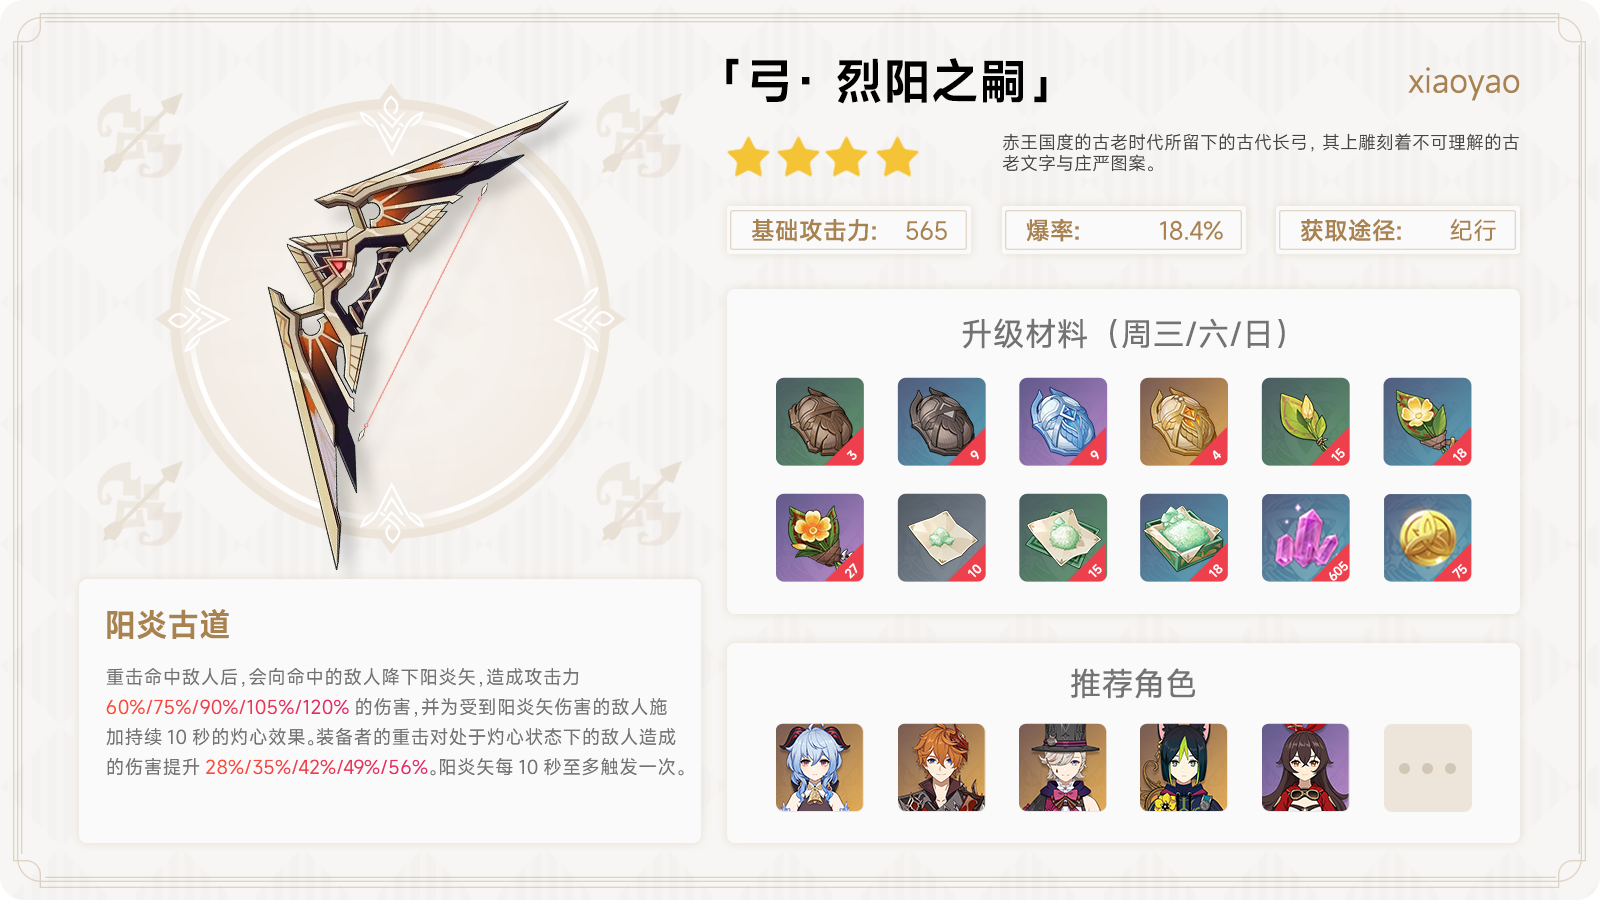 「弓· 烈阳之嗣」
xiaoyao
赤王国度的古老时代所留下的古代长弓，其上雕刻着不可理解的古
老文字与庄严图案。
基础攻击力: 565
爆率: 18.4%
获取途径: 纪行
升级材料（周三/六/日）
3 9 9 4 15 18
27 10 15 18 605 75
阳炎古道
重击命中敌人后,会向命中的敌人降下阳炎矢,造成攻击力
60%/75%/90%/105%/120% 的伤害,并为受到阳炎矢伤害的敌人施
加持续 10 秒的灼心效果。装备者的重击对处于灼心状态下的敌人造成
的伤害提升 28%/35%/42%/49%/56%。阳炎矢每 10 秒至多触发一次。
推荐角色